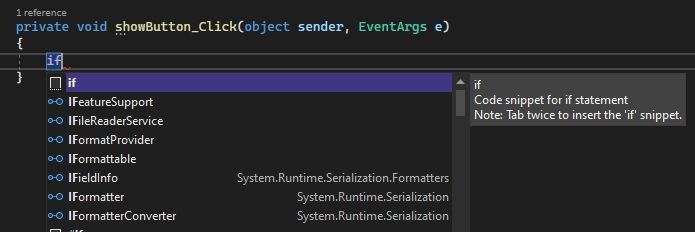 1 reference
private void showButton_Click(object sender, EventArgs e)
{
if
}
if
IFeatureSupport
IFileReaderService
IFormatProvider
IFormattable
IFieldInfo System.Runtime.Serialization.Formatters
IFormatter System.Runtime.Serialization
IFormatterConverter System.Runtime.Serialization
if
Code snippet for if statement
Note: Tab twice to insert the 'if' snippet.